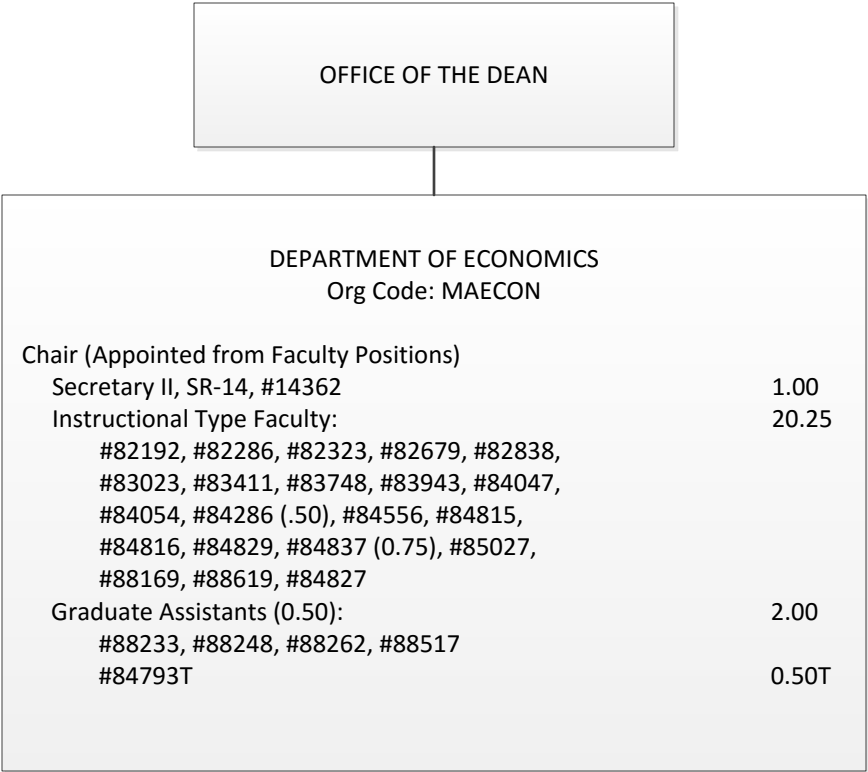 OFFICE OF THE DEAN
DEPARTMENT OF ECONOMICS
Org Code: MAECON
Chair (Appointed from Faculty Positions)
Secretary II, SR-14, #14362 1.00
Instructional Type Faculty: 20.25
#82192, #82286, #82323, #82679, #82838,
#83023, #83411, #83748, #83943, #84047,
#84054, #84286 (.50), #84556, #84815,
#84816, #84829, #84837 (0.75), #85027,
#88169, #88619, #84827
Graduate Assistants (0.50): 2.00
#88233, #88248, #88262, #88517
#84793T 0.50T